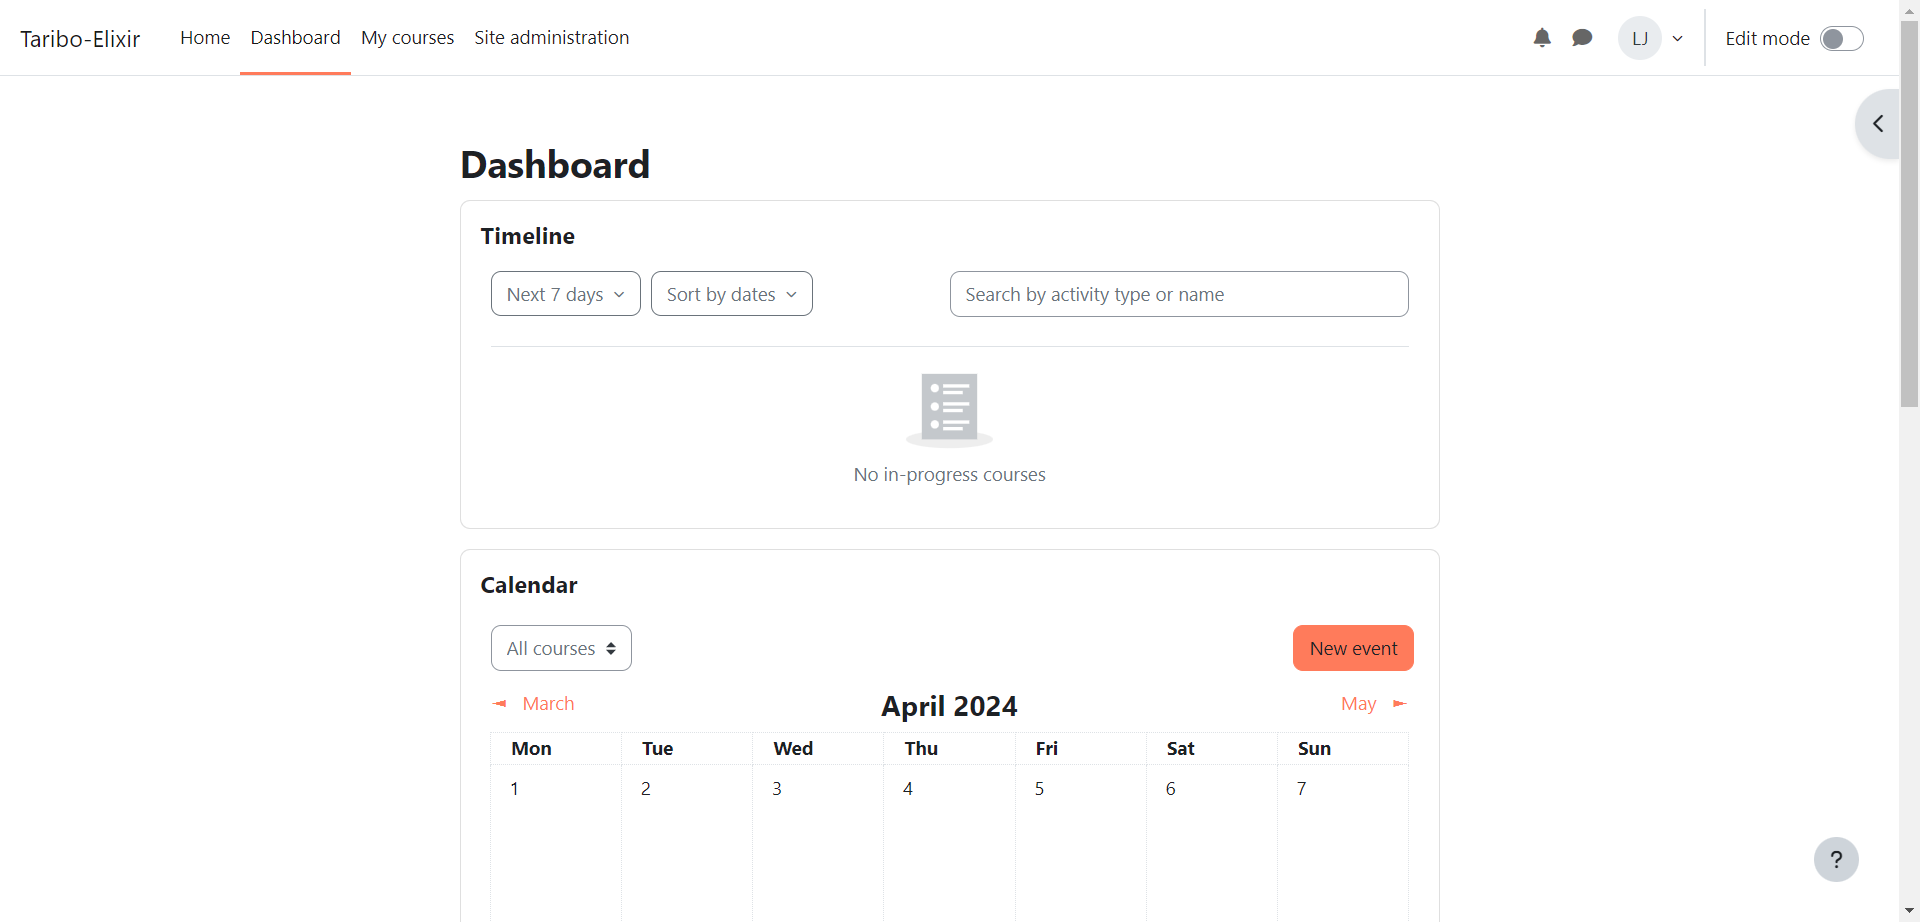 Taribo-Elixir Home Dashboard My courses Site administration LJ Edit mode
Dashboard
Timeline
Next 7 days Sort by dates Search by activity type or name
No in-progress courses
Calendar
All courses New event
◄ March April 2024 May ►
Mon Tue Wed Thu Fri Sat Sun
1 2 3 4 5 6 7
?